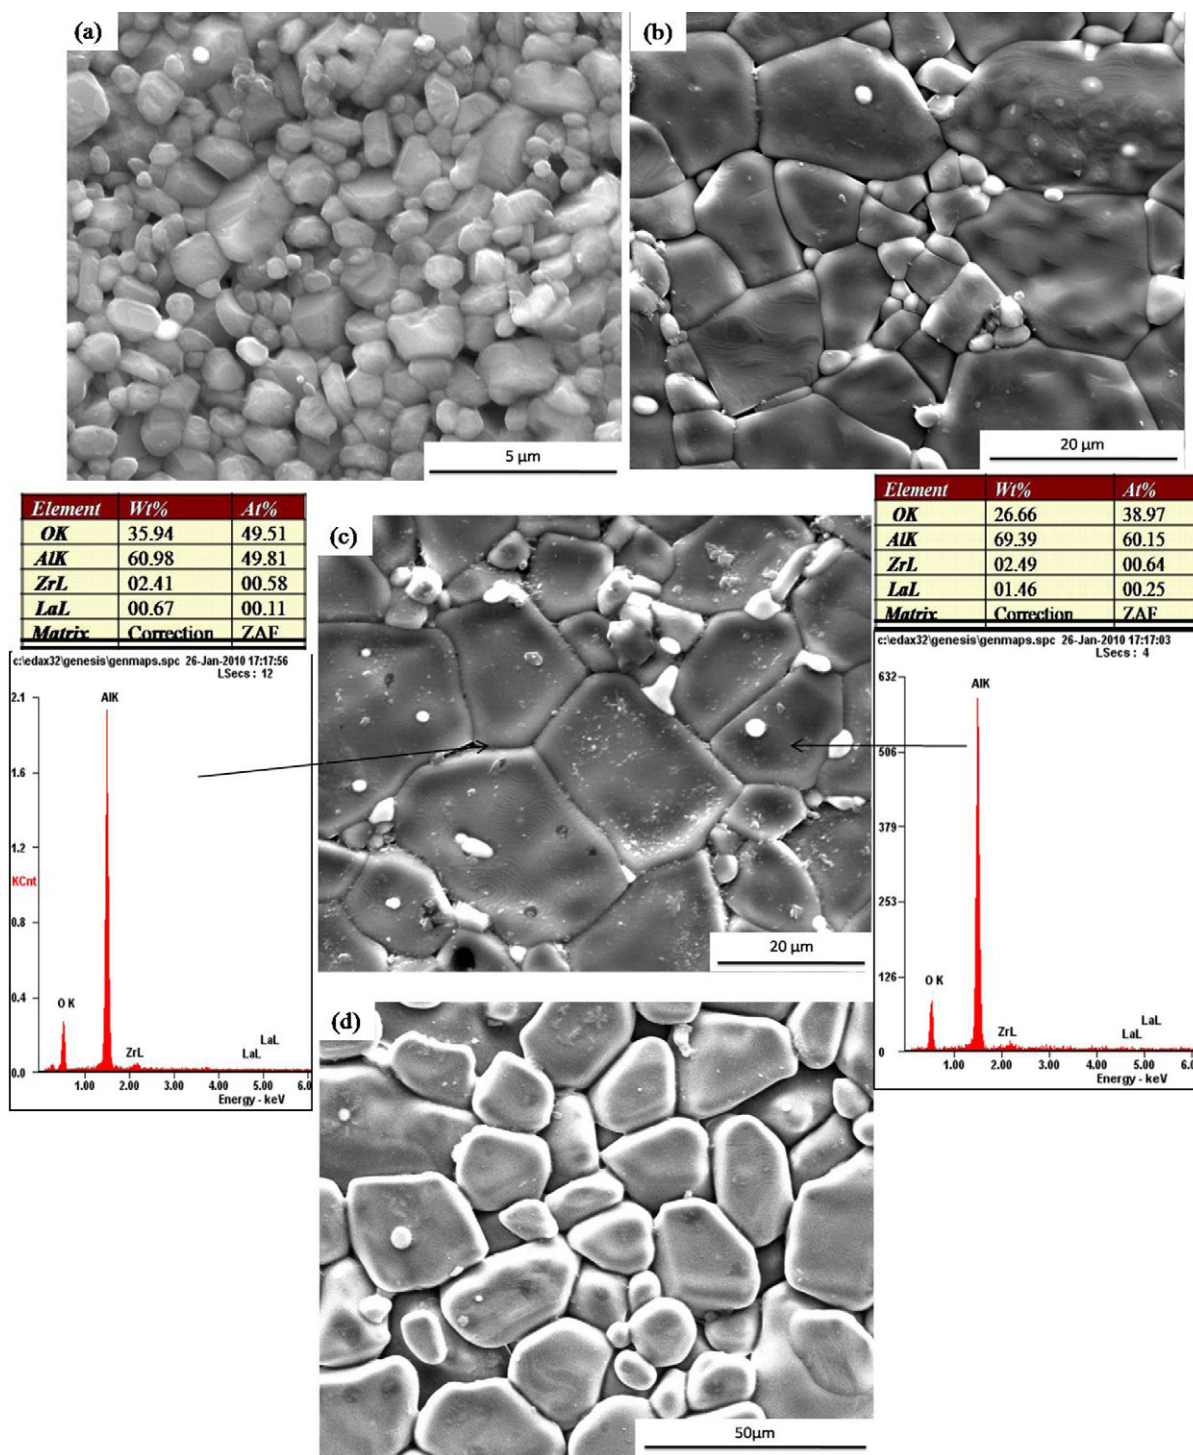 (a)
(b)
5 µm
20 µm
Element Wt% At%
OK 35.94 49.51
AlK 60.98 49.81
ZrL 02.41 00.58
LaL 00.67 00.11
Matrix Correction ZAF
c:\edax32\genesis\genmaps.spc 26-Jan-2010 17:17:56
LSecs : 12
2.1
AlK
1.6
1.2
KCnt
0.8
0.4
O K
ZrL
LaL
LaL
0.0
1.00 2.00 3.00 4.00 5.00 6.0
Energy - keV
(c)
20 µm
Element Wt% At%
OK 26.66 38.97
AlK 69.39 60.15
ZrL 02.49 00.64
LaL 01.46 00.25
Matrix Correction ZAF
c:\edax32\genesis\genmaps.spc 26-Jan-2010 17:17:03
LSecs : 4
632
AlK
506
379
253
126
O K
ZrL
LaL
LaL
0
1.00 2.00 3.00 4.00 5.00 6.0
Energy - keV
(d)
50µm